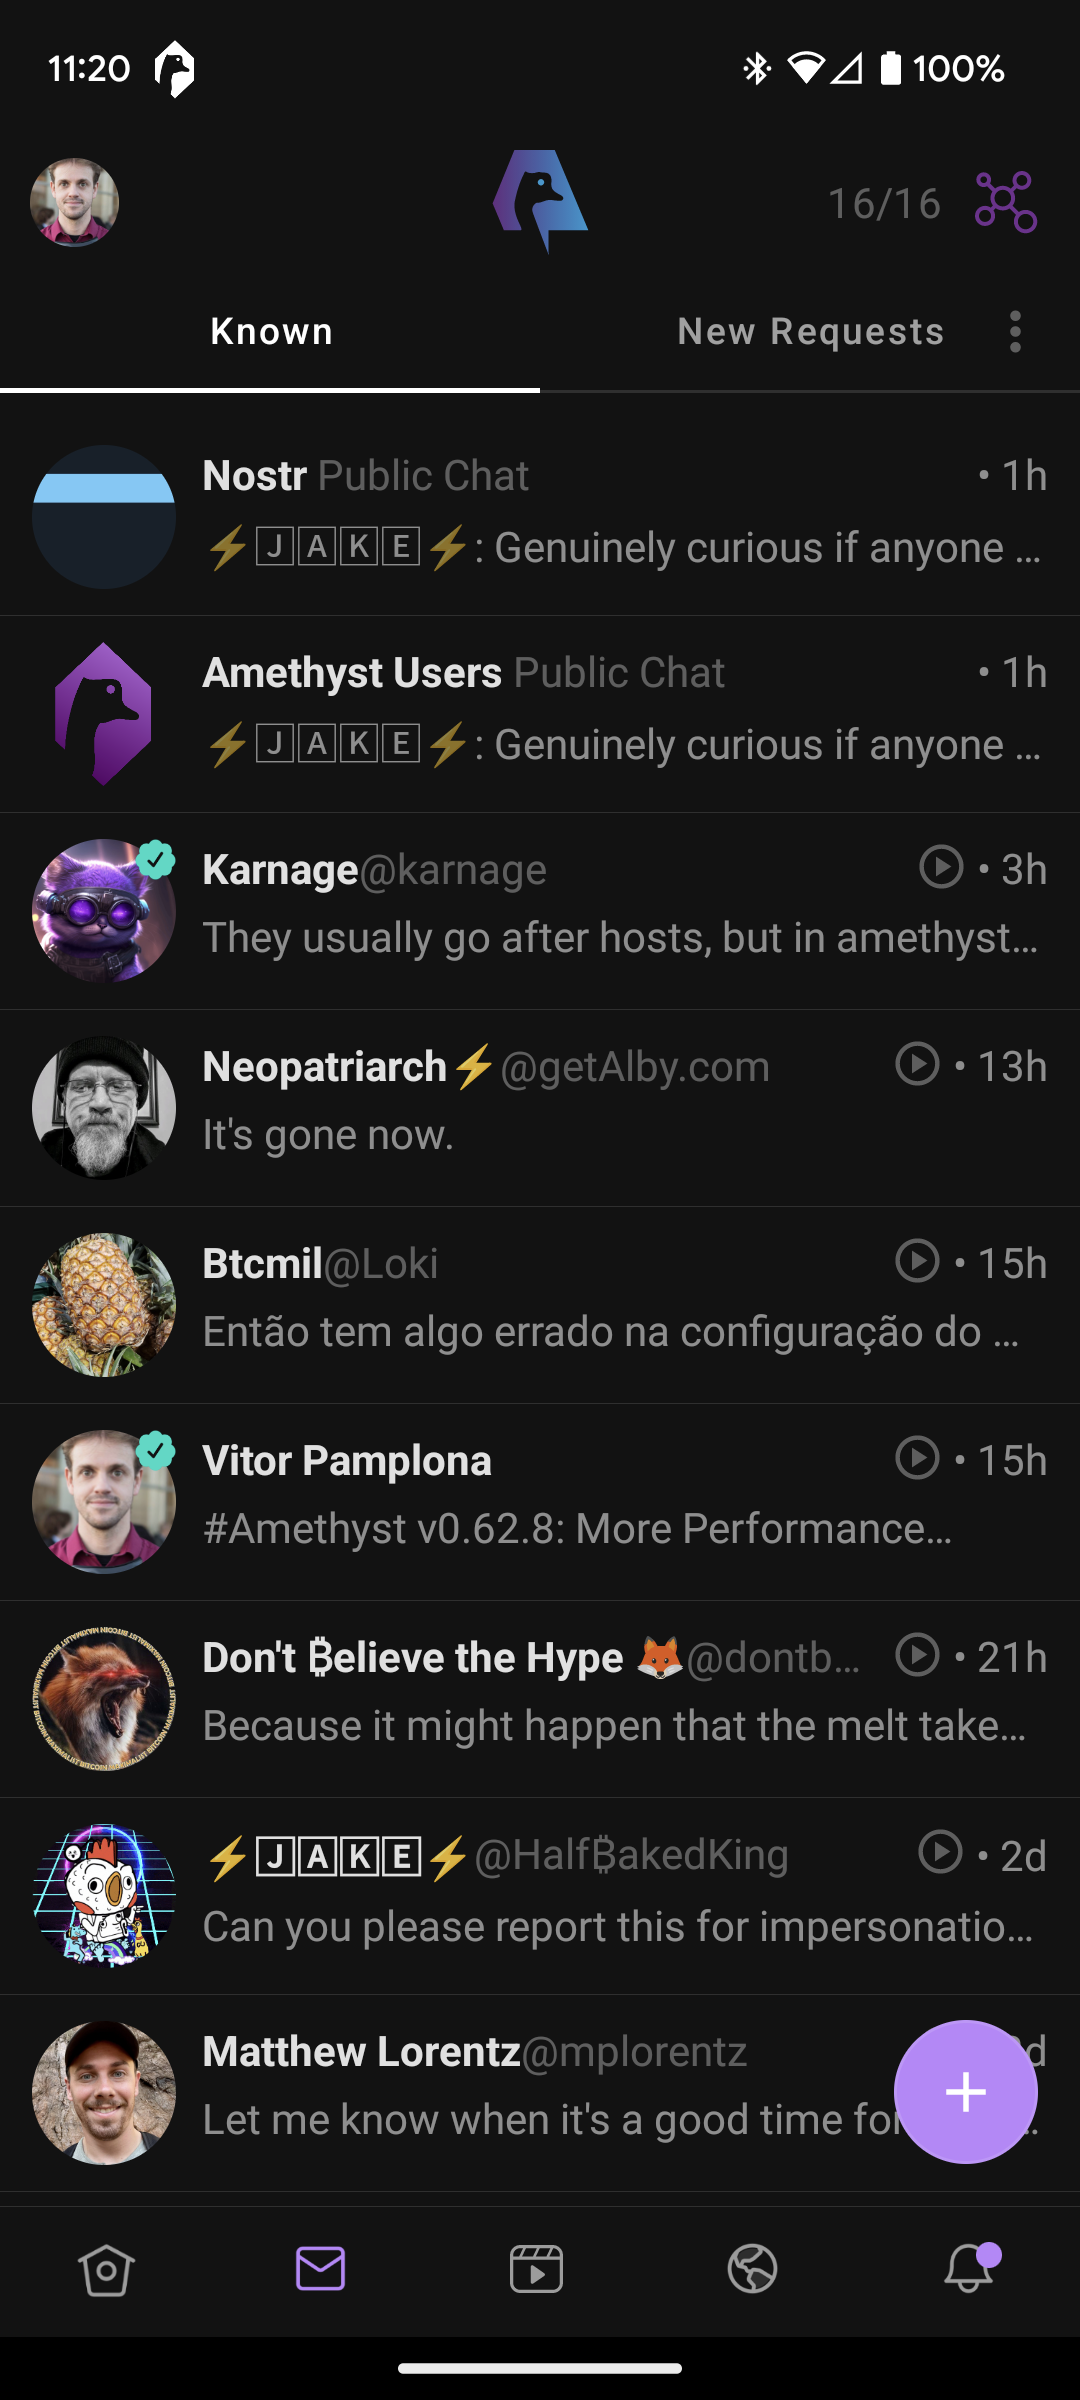 11:20
100%
16/16
Known
New Requests
Nostr Public Chat • 1h
⚡🄹🄰🄺🄴⚡: Genuinely curious if anyone …
Amethyst Users Public Chat • 1h
⚡🄹🄰🄺🄴⚡: Genuinely curious if anyone …
Karnage@karnage • 3h
They usually go after hosts, but in amethyst…
Neopatriarch⚡@getAlby.com • 13h
It's gone now.
Btcmil@Loki • 15h
Então tem algo errado na configuração do …
Vitor Pamplona • 15h
#Amethyst v0.62.8: More Performance…
Don't ₿elieve the Hype 🦊@dontb… • 21h
Because it might happen that the melt take…
⚡🄹🄰🄺🄴⚡@Half₿akedKing • 2d
Can you please report this for impersonatio…
Matthew Lorentz@mplorentz
Let me know when it's a good time for